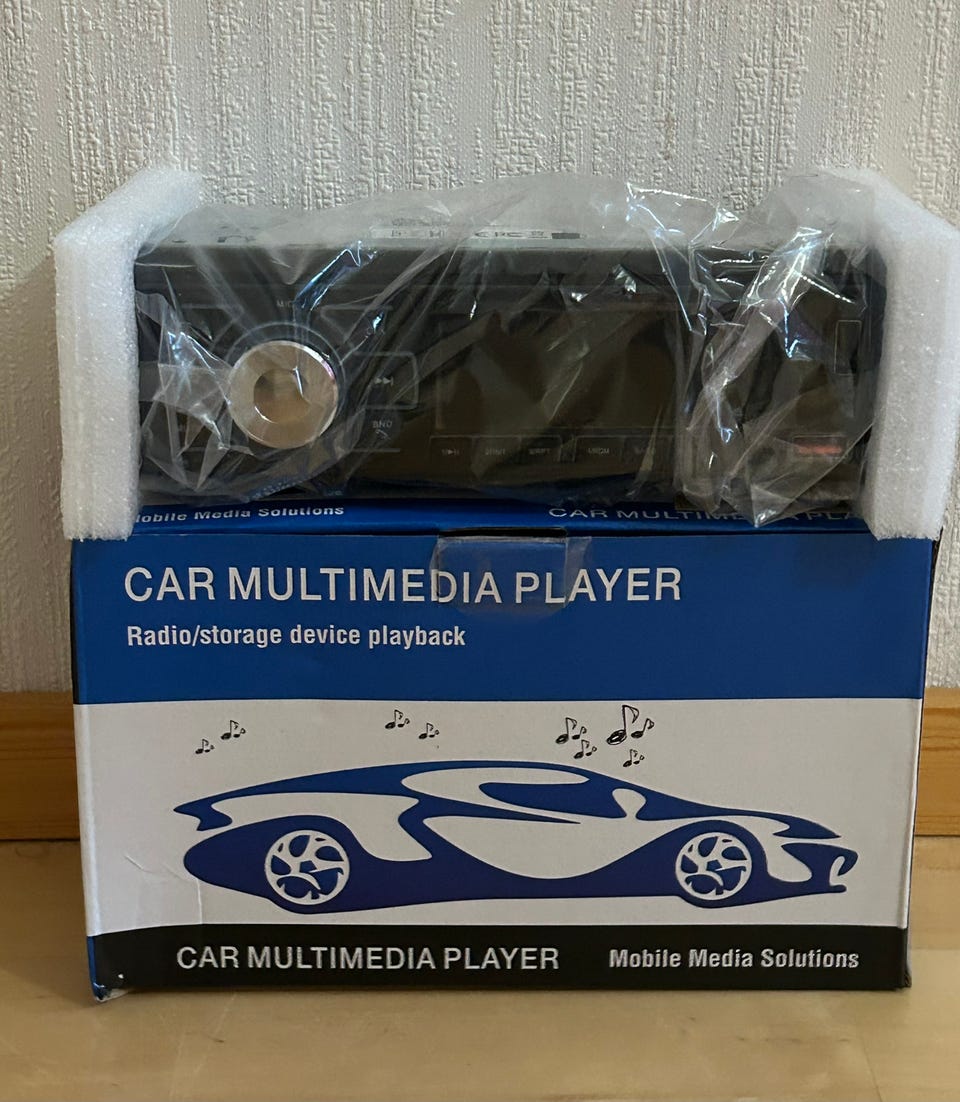 BND
Mobile Media Solutions
CAR MULTIMEDIA PLAYER
CAR MULTIMEDIA PLAYER
Radio/storage device playback
CAR MULTIMEDIA PLAYER
Mobile Media Solutions